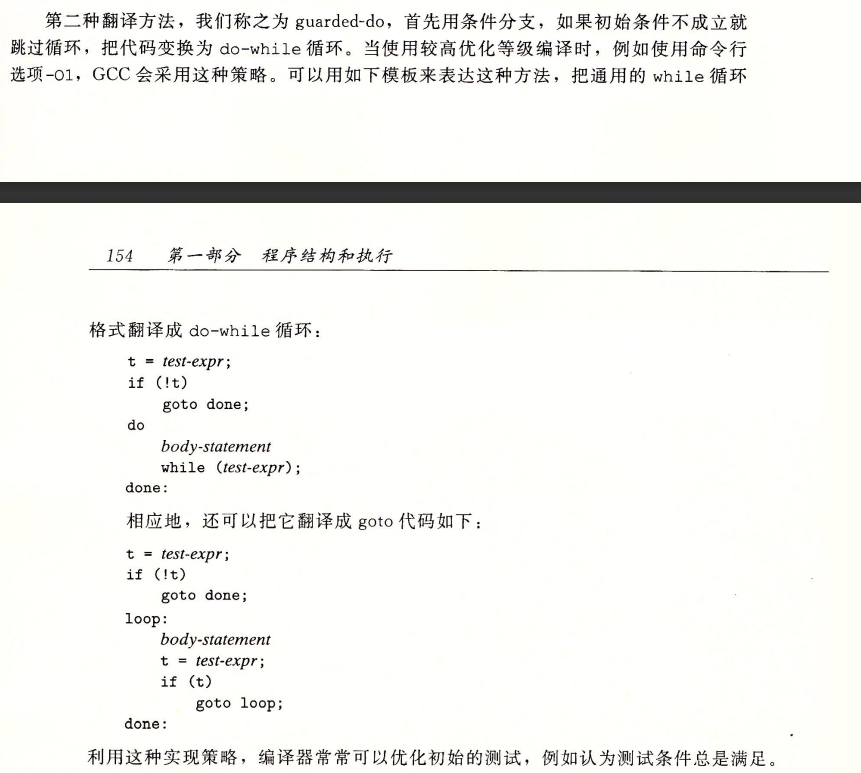 第二种翻译方法，我们称之为 guarded-do，首先用条件分支，如果初始条件不成立就
跳过循环，把代码变换为 do-while 循环。当使用较高优化等级编译时，例如使用命令行
选项-O1，GCC 会采用这种策略。可以用如下模板来表达这种方法，把通用的 while 循环
154 第一部分 程序结构和执行
格式翻译成 do-while 循环：
t = test-expr;
if (!t)
goto done;
do
body-statement
while (test-expr);
done:
相应地，还可以把它翻译成 goto 代码如下：
t = test-expr;
if (!t)
goto done;
loop:
body-statement
t = test-expr;
if (t)
goto loop;
done:
利用这种实现策略，编译器常常可以优化初始的测试，例如认为测试条件总是满足。